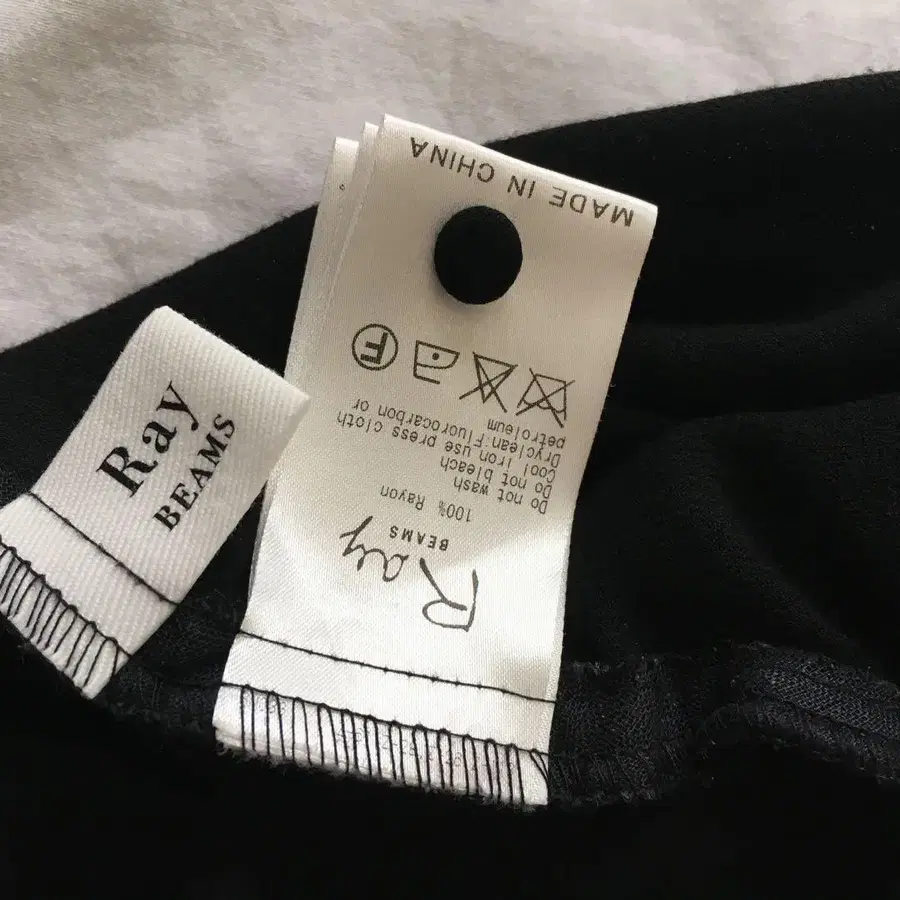 Ray
BEAMS
Ray
BEAMS
100% Rayon
Do not wash
Do not bleach
Cool iron use press cloth
Dryclean:Fluorocarbon or
petroleum
F
MADE IN CHINA